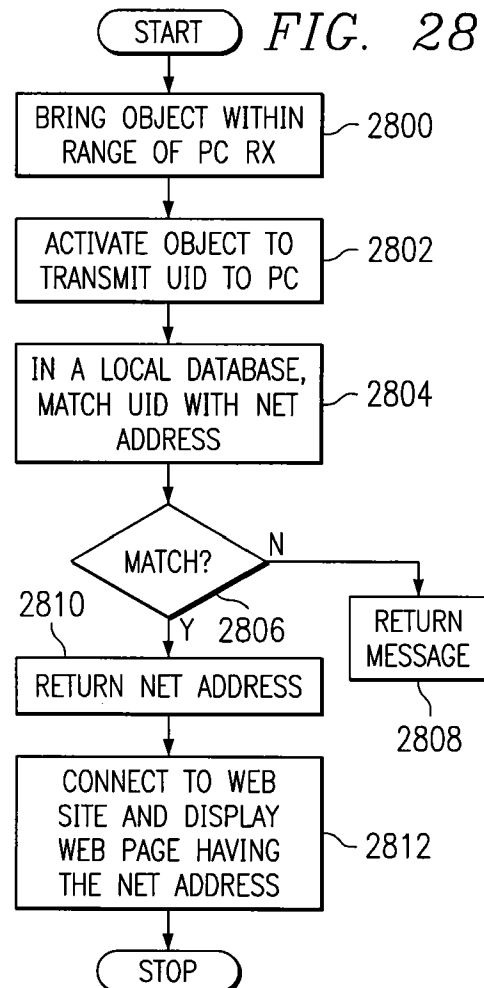 START
FIG. 28
BRING OBJECT WITHIN
RANGE OF PC RX
2800
ACTIVATE OBJECT TO
TRANSMIT UID TO PC
2802
IN A LOCAL DATABASE,
MATCH UID WITH NET
ADDRESS
2804
MATCH?
N
2806
Y
2810
RETURN NET ADDRESS
RETURN
MESSAGE
2808
CONNECT TO WEB
SITE AND DISPLAY
WEB PAGE HAVING
THE NET ADDRESS
2812
STOP